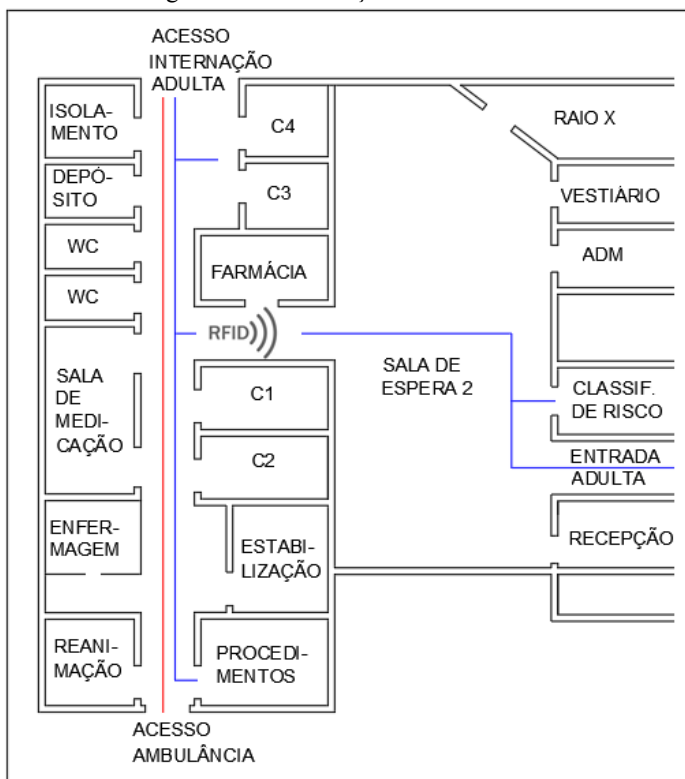 ACESSO
INTERNAÇÃO
ADULTA
ISOLA-
MENTO
DEPÓ-
SITO
WC
WC
SALA
DE
MEDI-
CAÇÃO
ENFER-
MAGEM
REANI-
MAÇÃO
C4
C3
FARMÁCIA
RFID
C1
C2
ESTABI-
LIZAÇÃO
PROCEDI-
MENTOS
ACESSO
AMBULÂNCIA
SALA DE
ESPERA 2
RAIO X
VESTIÁRIO
ADM
CLASSIF.
DE RISCO
ENTRADA
ADULTA
RECEPÇÃO